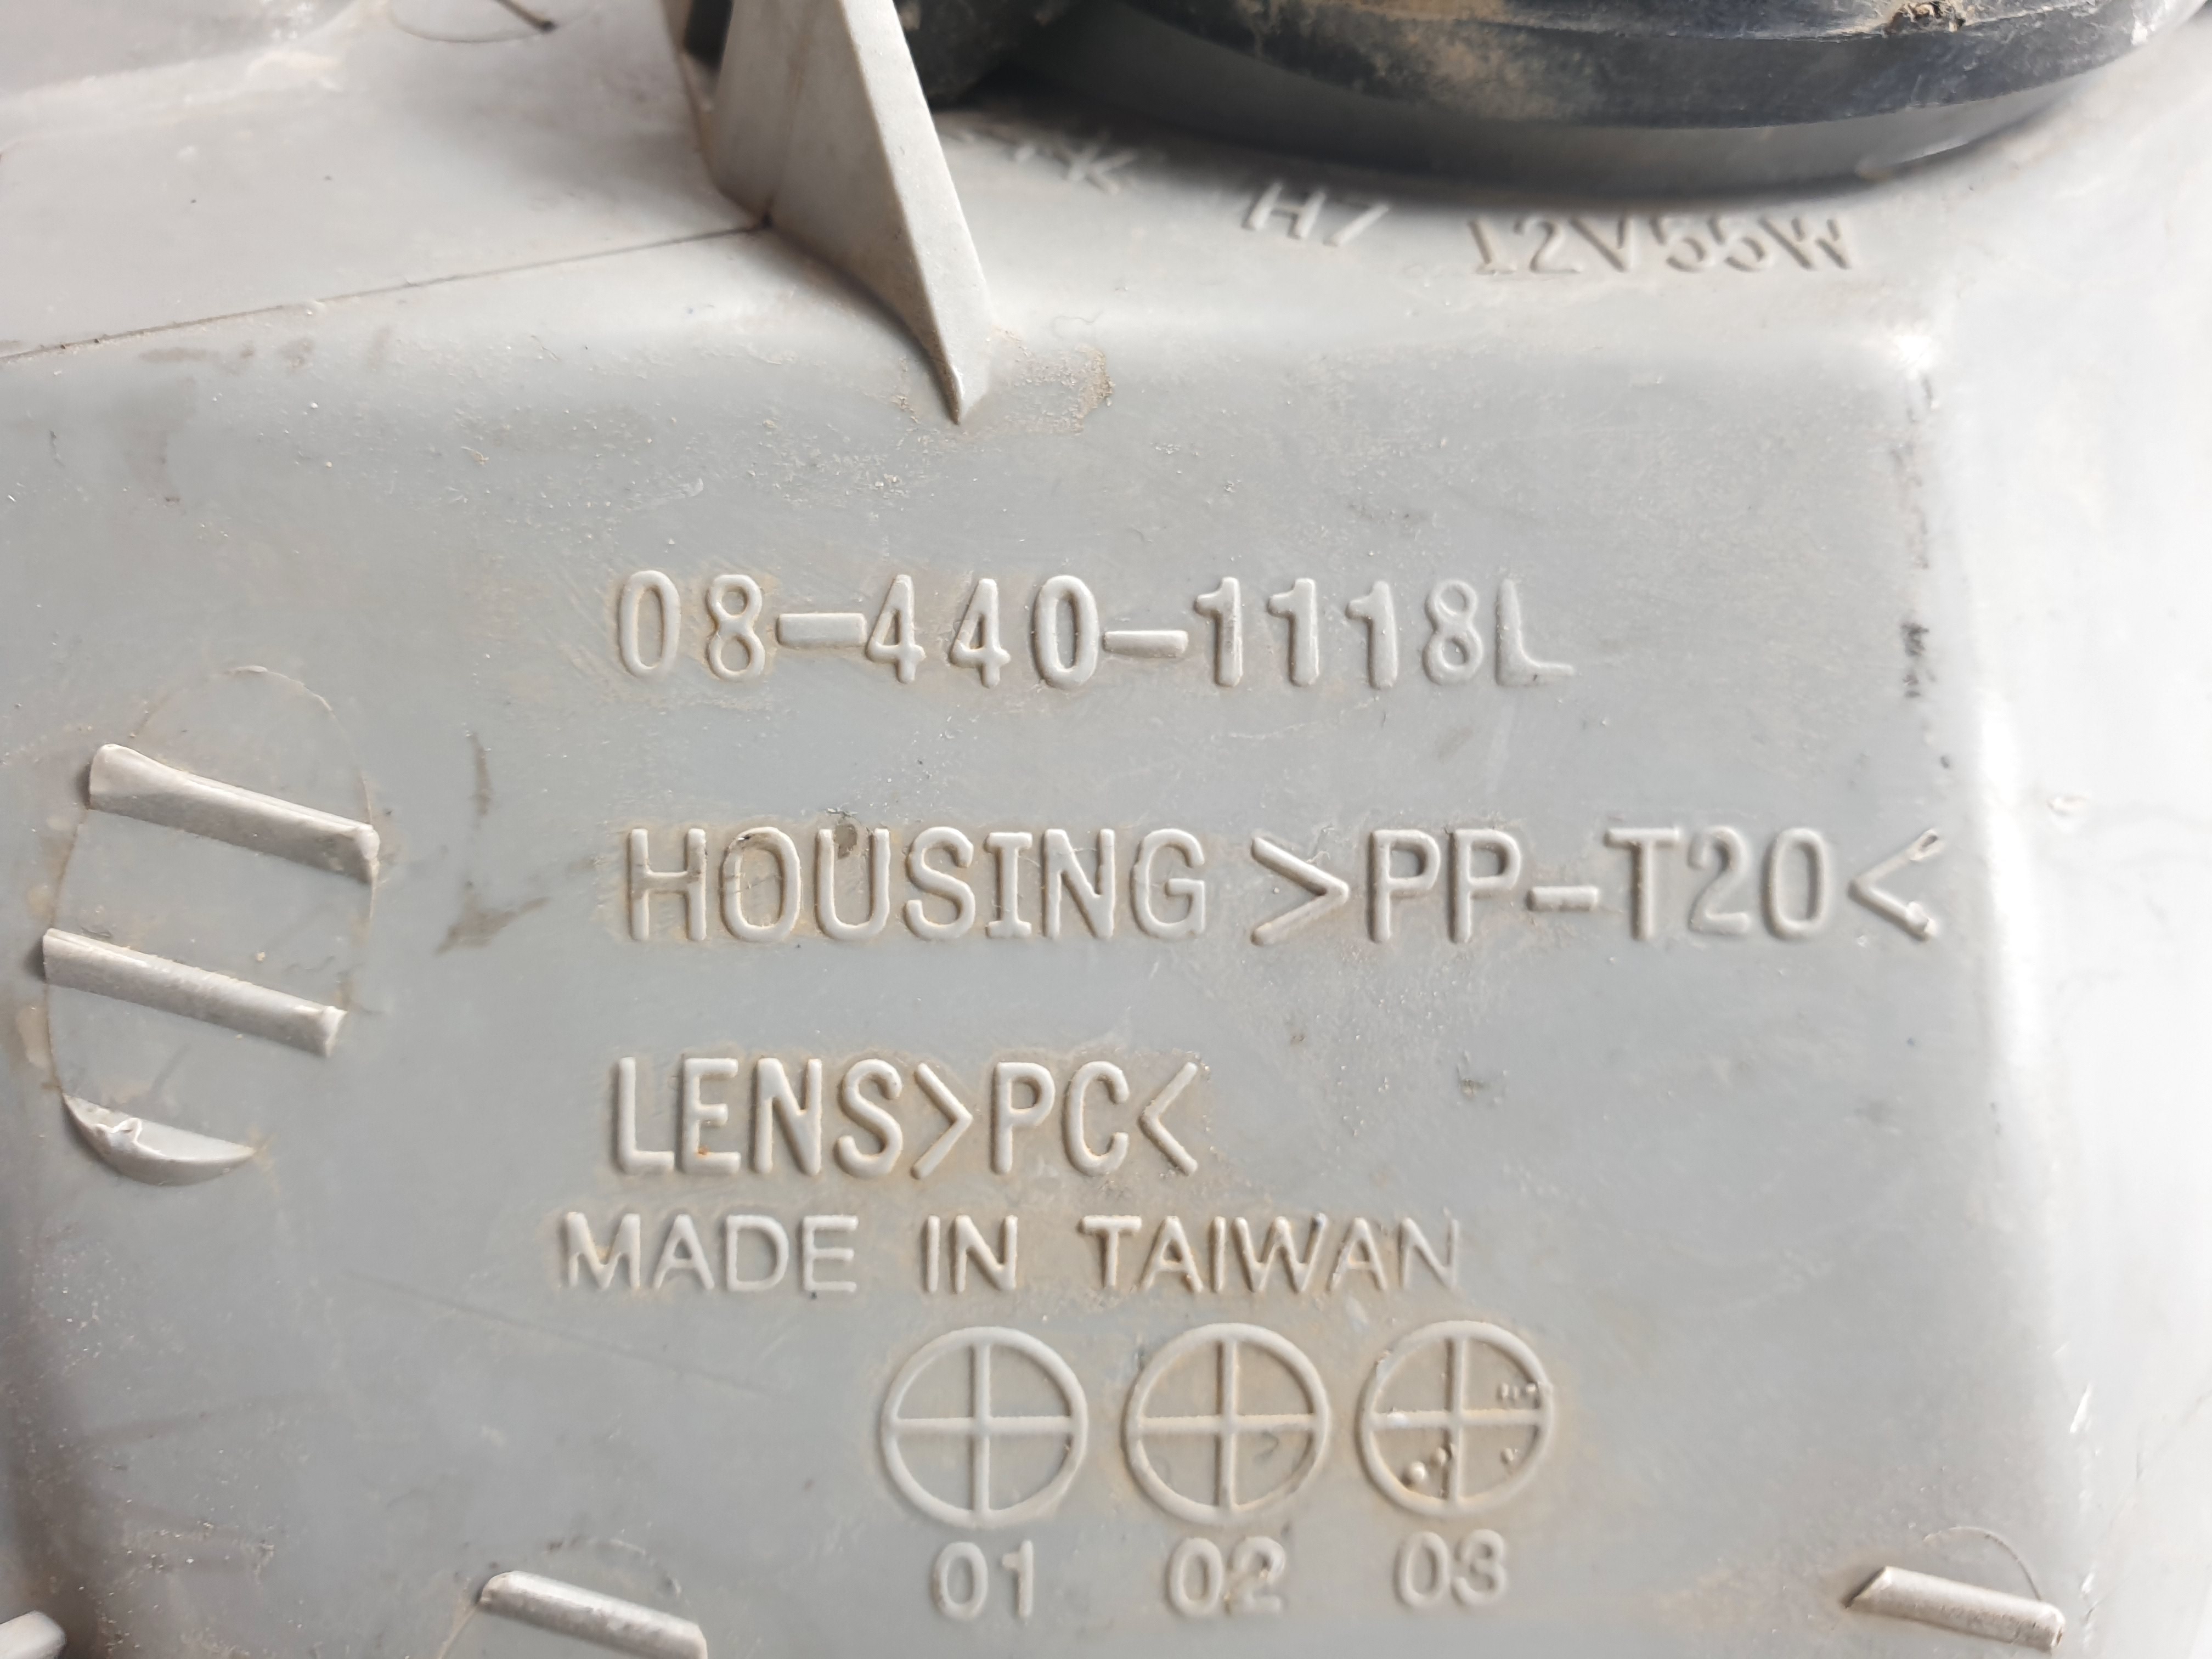 H7 12V55W
08-440-1118L
HOUSING >PP-T20<
LENS>PC<
MADE IN TAIWAN
01 02 03